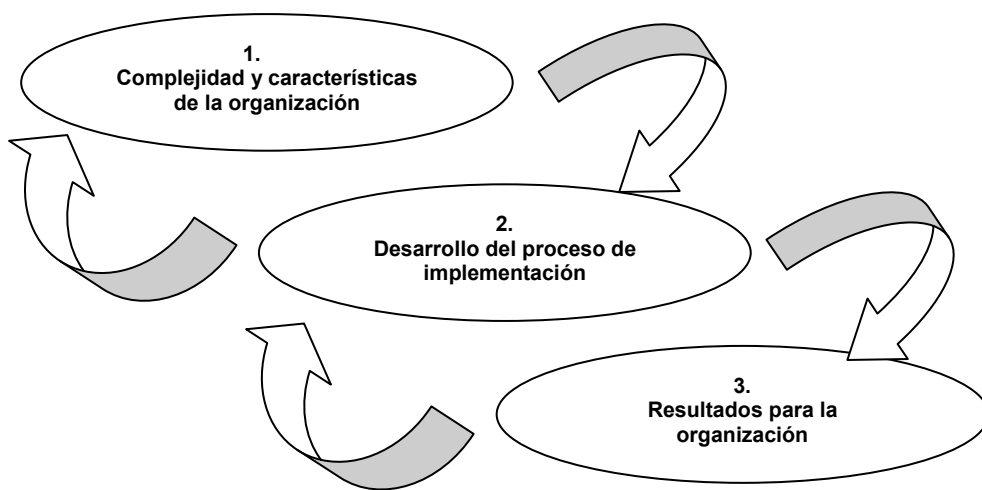 1.
Complejidad y características
de la organización
2.
Desarrollo del proceso de
implementación
3.
Resultados para la
organización